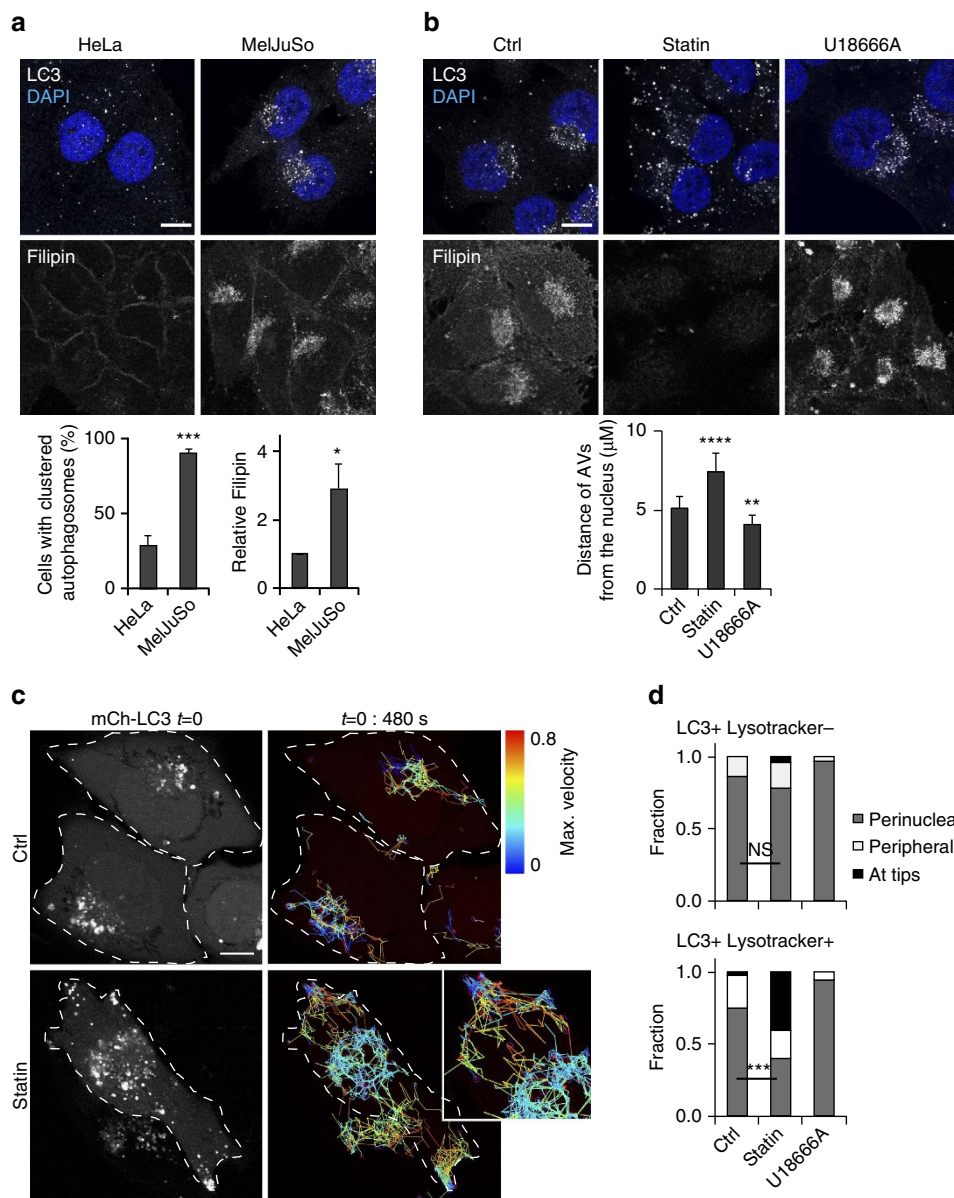 a
HeLa
MelJuSo
LC3
DAPI
Filipin
Cells with clustered
autophagosomes (%)
100
50
0
***
HeLa
MelJuSo
Relative Filipin
4
2
0
*
HeLa
MelJuSo
b
Ctrl
Statin
U18666A
LC3
DAPI
Filipin
Distance of AVs
from the nucleus (μM)
10
5
0
****
**
Ctrl
Statin
U18666A
c
mCh-LC3 t=0
t=0 : 480 s
Ctrl
Statin
0.8
0
Max. velocity
d
LC3+ Lysotracker–
Fraction
1.0
0.5
0.0
NS
Perinuclea
Peripheral
At tips
LC3+ Lysotracker+
Fraction
1.0
0.5
0.0
***
Ctrl
Statin
U18666A